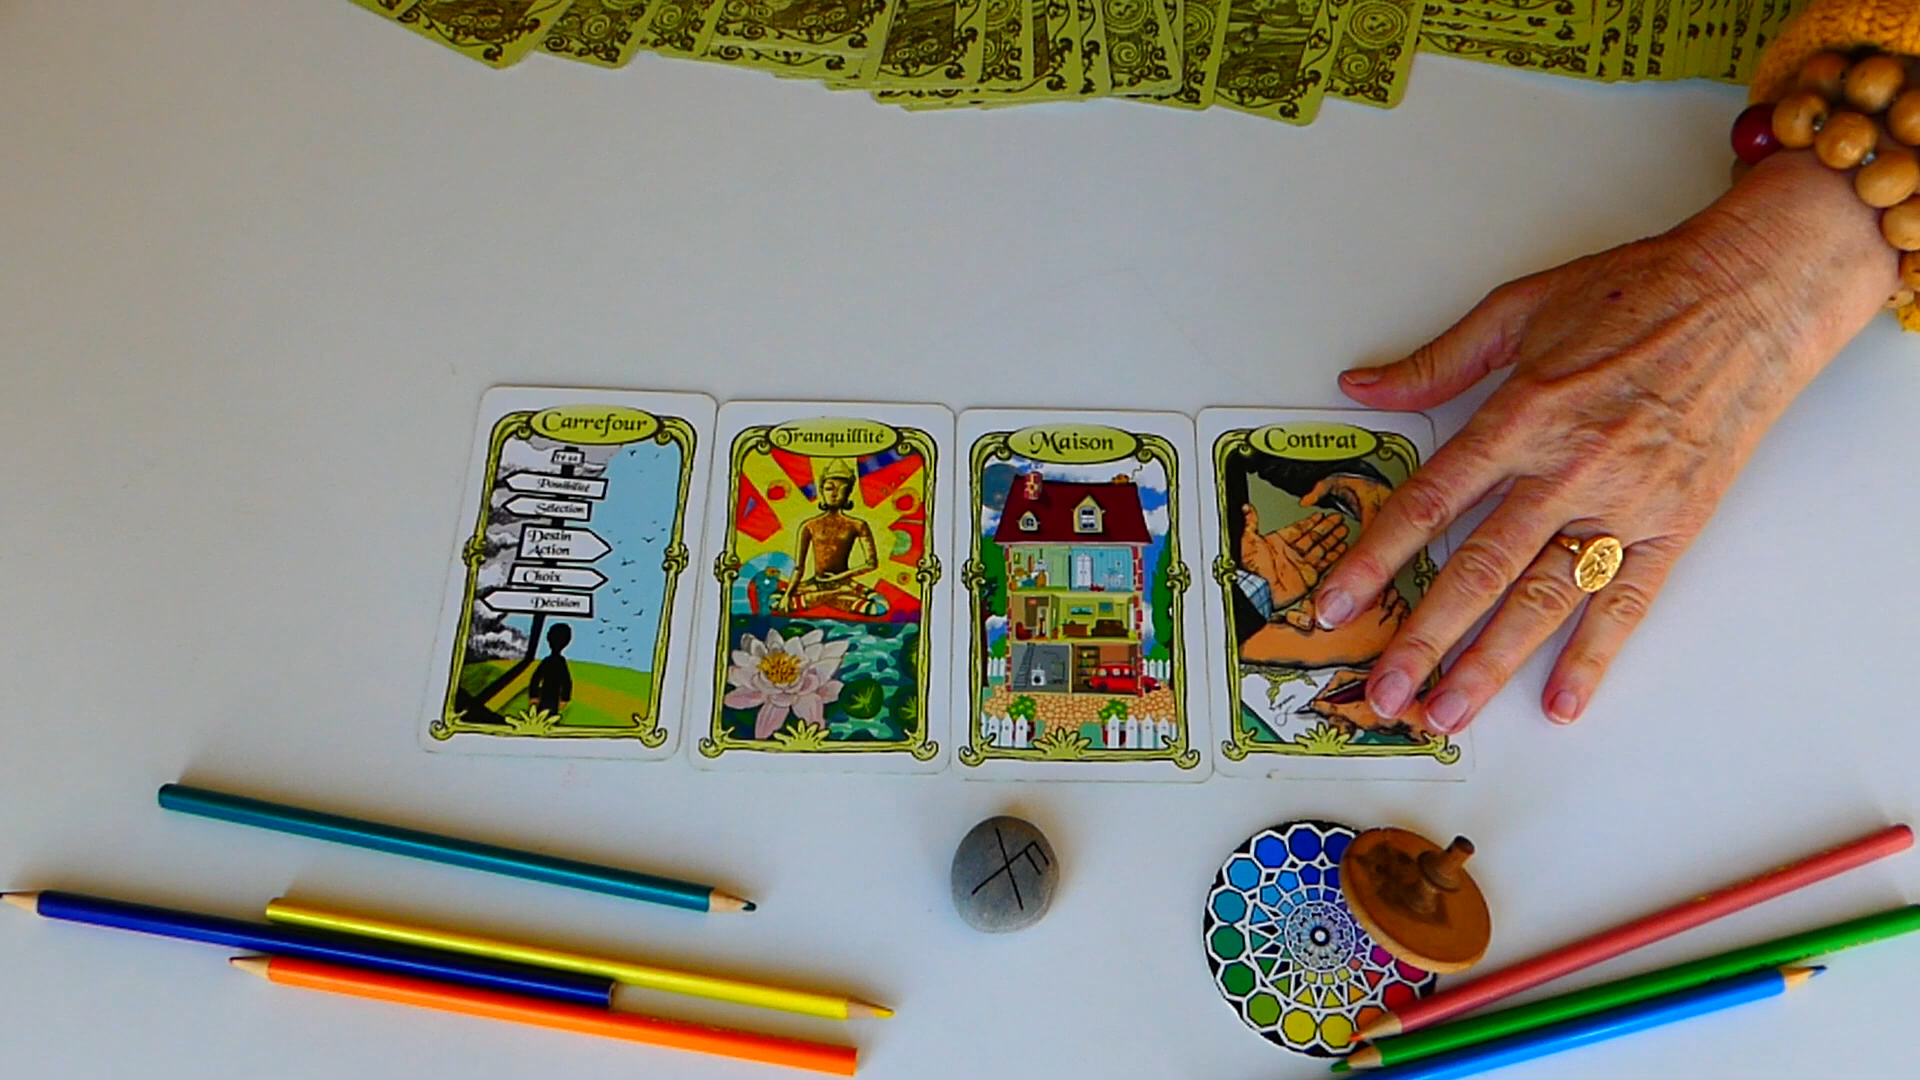 Carrefour
Possibilité
Sélection
Destin
Action
Choix
Décision
Tranquillité
Maison
Contrat